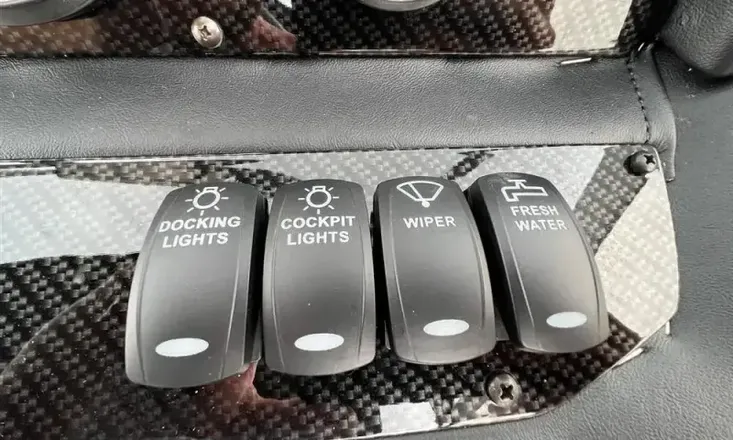 DOCKING
LIGHTS
COCKPIT
LIGHTS
WIPER
FRESH
WATER